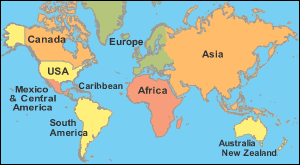 Canada
Europe
Asia
USA
Caribbean
Mexico
& Central
America
Africa
South
America
Australia
New Zealand